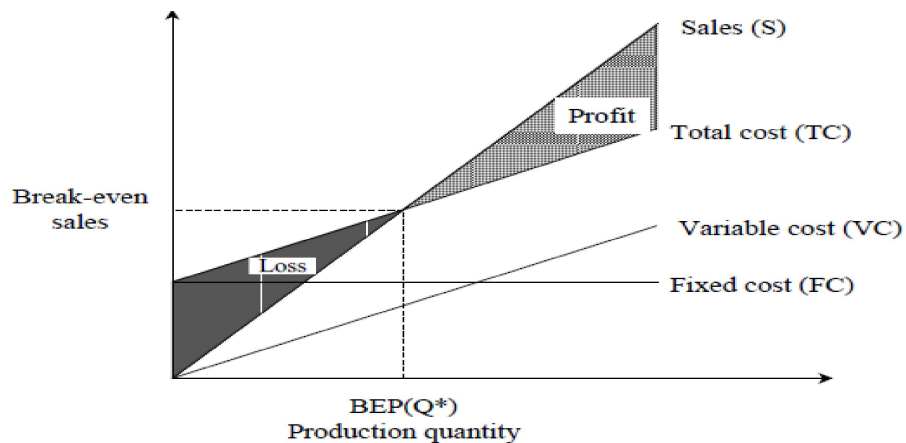 Sales (S)
Profit
Total cost (TC)
Break-even
sales
Variable cost (VC)
Loss
Fixed cost (FC)
BEP(Q*)
Production quantity